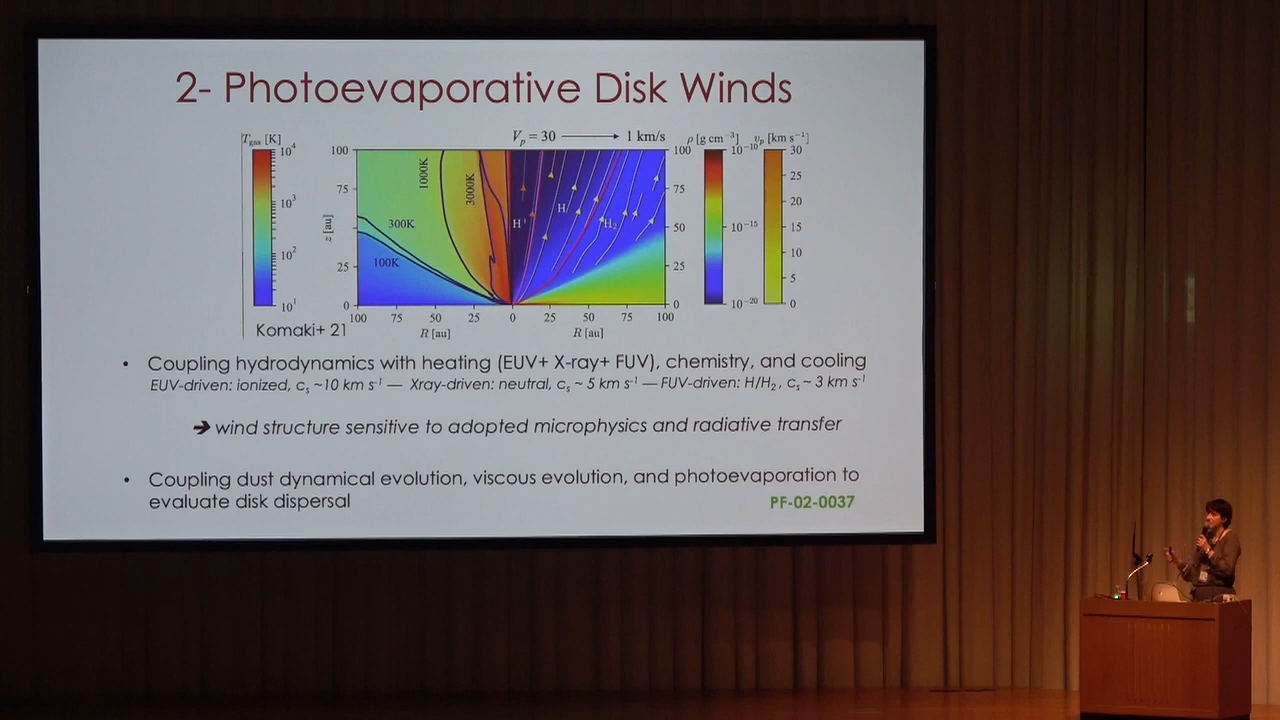 2- Photoevaporative Disk Winds
T_gas [K]
V_p = 30 → 1 km/s
ρ [g cm⁻³]
υ_p [km s⁻¹]
10⁴
10³
10²
10¹
100
75
50
25
0
z [au]
1000K
3000K
300K
100K
H⁺
H
H₂
100
75
50
25
0
10⁻¹⁰
10⁻¹⁵
10⁻²⁰
30
25
20
15
10
5
0
100 75 50 25 0 25 50 75 100
R [au] R [au]
Komaki+ 21
• Coupling hydrodynamics with heating (EUV+ X-ray+ FUV), chemistry, and cooling
EUV-driven: ionized, cₛ ~10 km s⁻¹ — Xray-driven: neutral, cₛ ~ 5 km s⁻¹ — FUV-driven: H/H₂ , cₛ ~ 3 km s⁻¹
➔ wind structure sensitive to adopted microphysics and radiative transfer
• Coupling dust dynamical evolution, viscous evolution, and photoevaporation to
evaluate disk dispersal
PF-02-0037